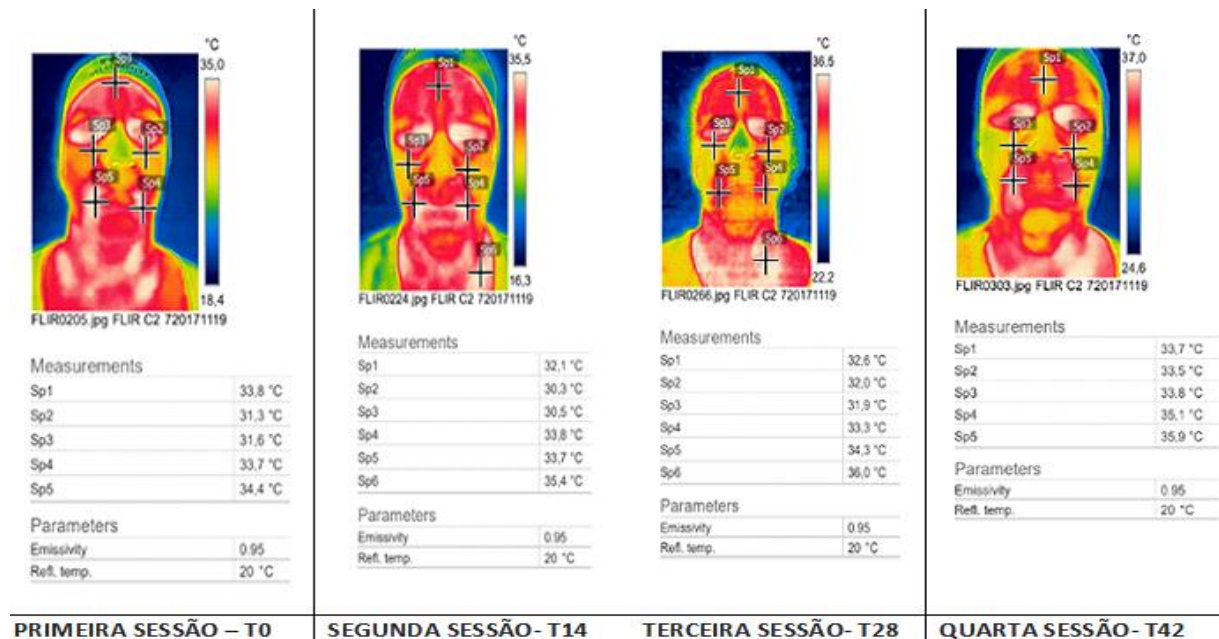 °C
35,0
Sp1
Sp3
Sp2
Sp5
Sp4
18,4
FLIR0205.jpg FLIR C2 720171119
Measurements
Sp1 33,8 °C
Sp2 31,3 °C
Sp3 31,6 °C
Sp4 33,7 °C
Sp5 34,4 °C
Parameters
Emissivity 0.95
Refl. temp. 20 °C
PRIMEIRA SESSÃO – T0
°C
35,5
Sp1
Sp3
Sp2
Sp5
Sp4
Sp6
16,3
FLIR0224.jpg FLIR C2 720171119
Measurements
Sp1 32,1 °C
Sp2 30,3 °C
Sp3 30,5 °C
Sp4 33,8 °C
Sp5 33,7 °C
Sp6 35,4 °C
Parameters
Emissivity 0.95
Refl. temp. 20 °C
SEGUNDA SESSÃO- T14
°C
36.5
Sp1
Sp3
Sp2
Sp5
Sp4
Sp6
22,2
FLIR0266.jpg FLIR C2 720171119
Measurements
Sp1 32.6 °C
Sp2 32,0 °C
Sp3 31,9 °C
Sp4 33,3 °C
Sp5 34,3 °C
Sp6 36,0 °C
Parameters
Emissivity 0.95
Refl. temp. 20 °C
TERCEIRA SESSÃO- T28
°C
37,0
Sp1
Sp3
Sp2
Sp5
Sp4
24,6
FLIR0303.jpg FLIR C2 720171119
Measurements
Sp1 33,7 °C
Sp2 33,5 °C
Sp3 33.8 °C
Sp4 35,1 °C
Sp5 35,9 °C
Parameters
Emissivity 0.95
Refl. temp. 20 °C
QUARTA SESSÃO- T42